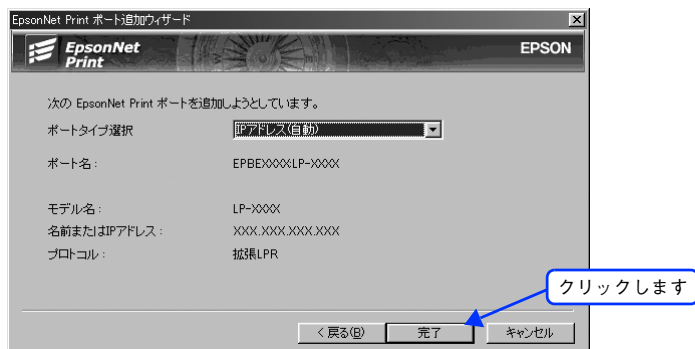 EpsonNet Print ポート追加ウィザード
EpsonNet
Print
EPSON
次の EpsonNet Print ポートを追加しようとしています。
ポートタイプ選択 IPアドレス(自動)
ポート名: EPBEXXXX:LP-XXXX
モデル名: LP-XXXX
名前またはIPアドレス: XXX.XXX.XXX.XXX
プロトコル: 拡張LPR
クリックします
< 戻る(B) 完了 キャンセル